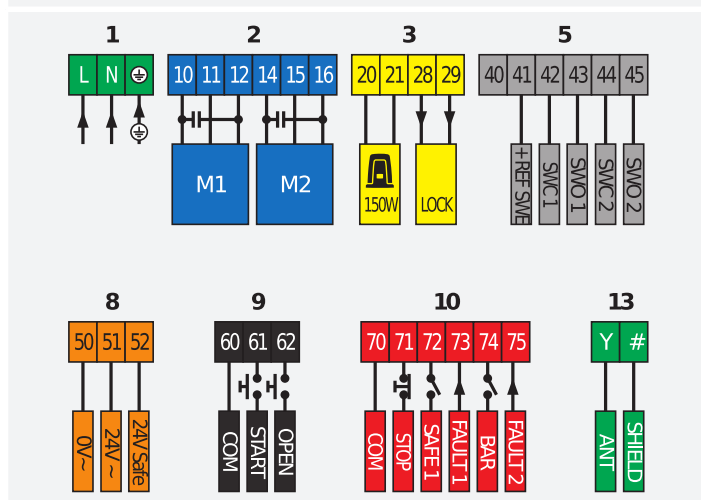 1 2 3 5
L N
10 11 12 14 15 16
20 21 28 29
40 41 42 43 44 45
M1 M2
150W LOCK
+REF SWE
SWC 1
SWO 1
SWC 2
SWO 2
8 9 10 13
50 51 52
60 61 62
70 71 72 73 74 75
Y #
0V~
24V~
24V Safe
COM
START
OPEN
COM
STOP
SAFE 1
FAULT 1
BAR
FAULT 2
ANT
SHIELD